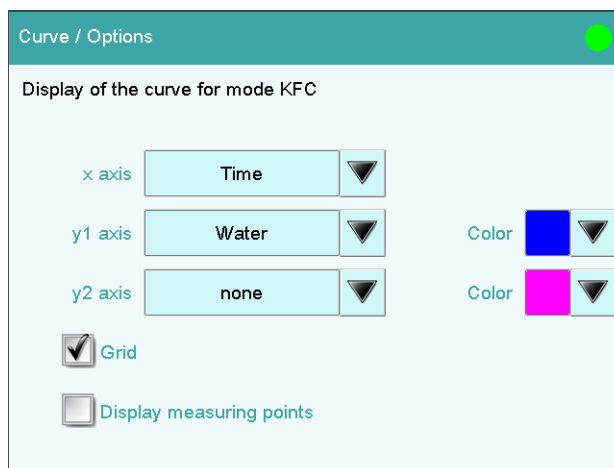 Curve / Options
Display of the curve for mode KFC
x axis Time
y1 axis Water Color
y2 axis none Color
Grid
Display measuring points